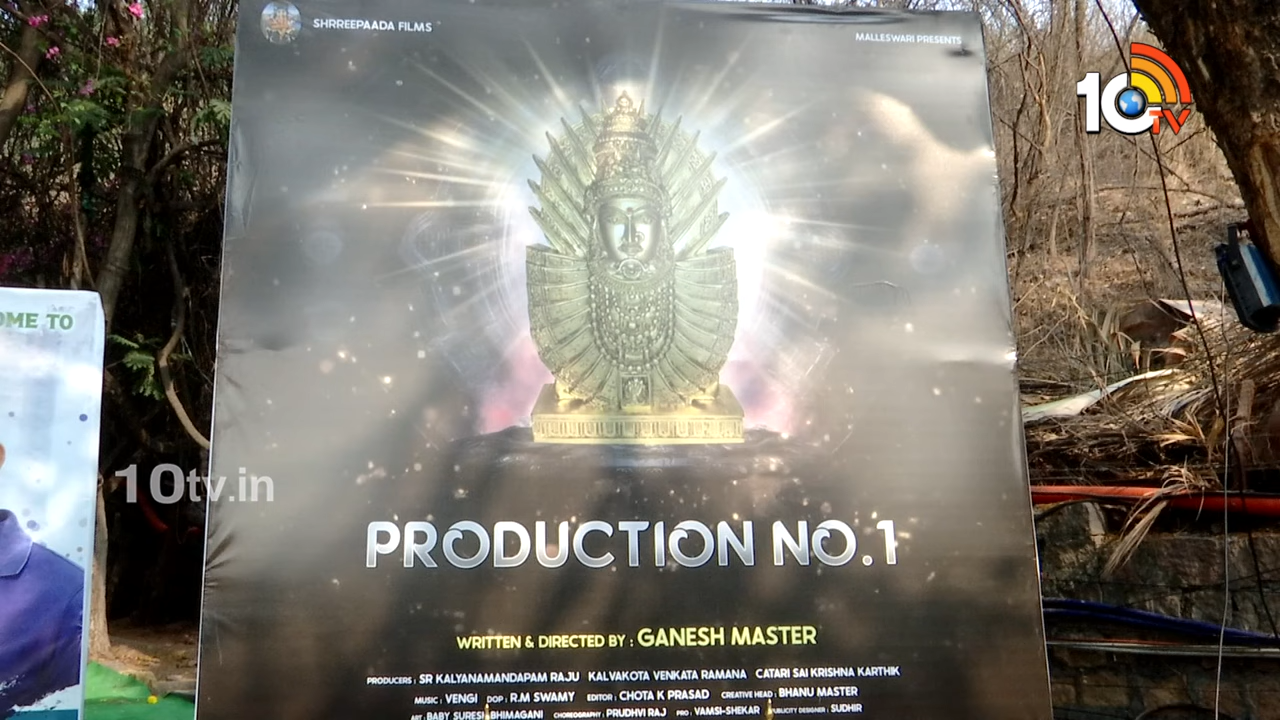 SHRREEPAADA FILMS
MALLESWARI PRESENTS
10TV
OME TO
10tv.in
PRODUCTION NO.1
WRITTEN & DIRECTED BY : GANESH MASTER
PRODUCERS : SR KALYANAMANDAPAM RAJU KALVAKOTA VENKATA RAMANA CATARI SAI KRISHNA KARTHIK
MUSIC : VENGI DOP : R.M SWAMY EDITOR : CHOTA K PRASAD CREATIVE HEAD : BHANU MASTER
ART : BABY SURESH BHIMAGANI CHOREOGRAPHY : PRUDHVI RAJ PRO : VAMSI-SHEKAR PUBLICITY DESIGNER : SUDHIR